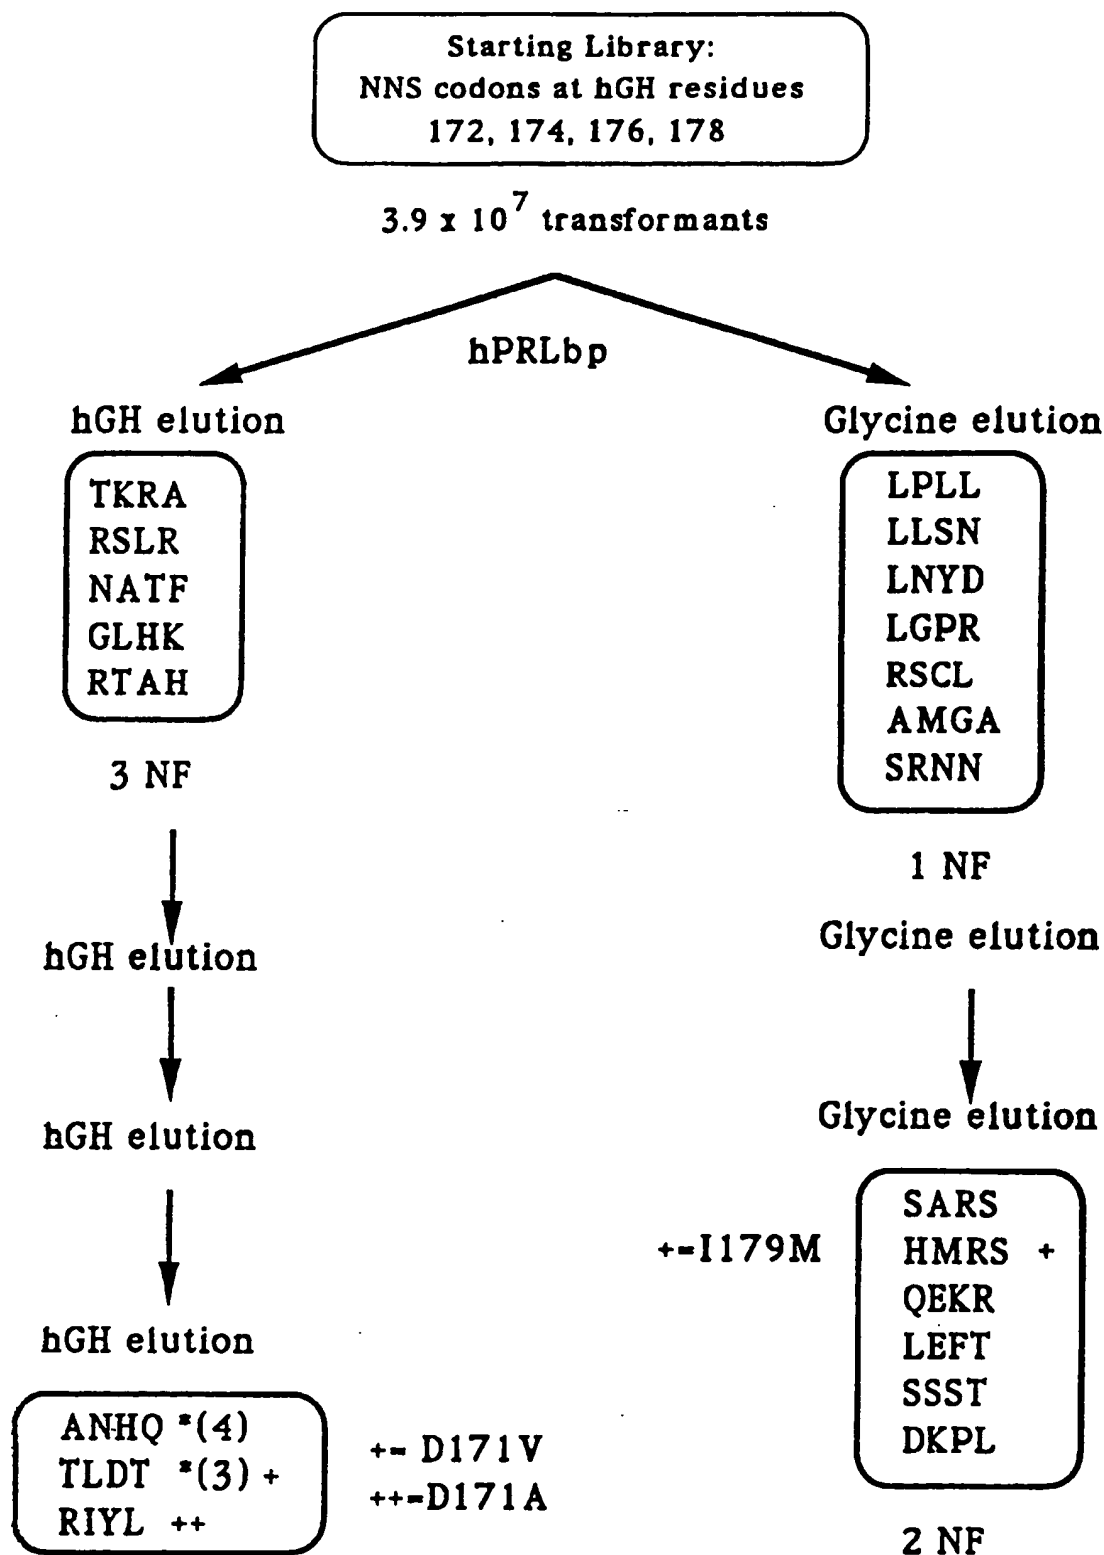 Starting Library:
NNS codons at hGH residues
172, 174, 176, 178
3.9 x 10^7 transformants
hPRLbp
hGH elution
TKRA
RSLR
NATF
GLHK
RTAH
3 NF
hGH elution
hGH elution
hGH elution
ANHQ *(4)
TLDT *(3) +
RIYL ++
+= D171V
++=D171A
Glycine elution
LPLL
LLSN
LNYD
LGPR
RSCL
AMGA
SRNN
1 NF
Glycine elution
Glycine elution
+=I179M
SARS
HMRS +
QEKR
LEFT
SSST
DKPL
2 NF